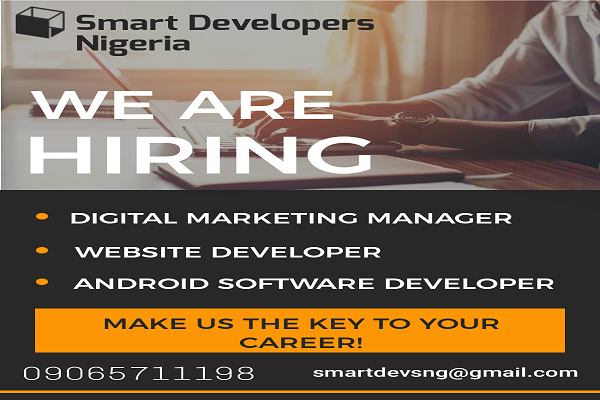 Smart Developers
Nigeria
WE ARE
HIRING
DIGITAL MARKETING MANAGER
WEBSITE DEVELOPER
ANDROID SOFTWARE DEVELOPER
MAKE US THE KEY TO YOUR
CAREER!
09065711198 smartdevsng@gmail.com